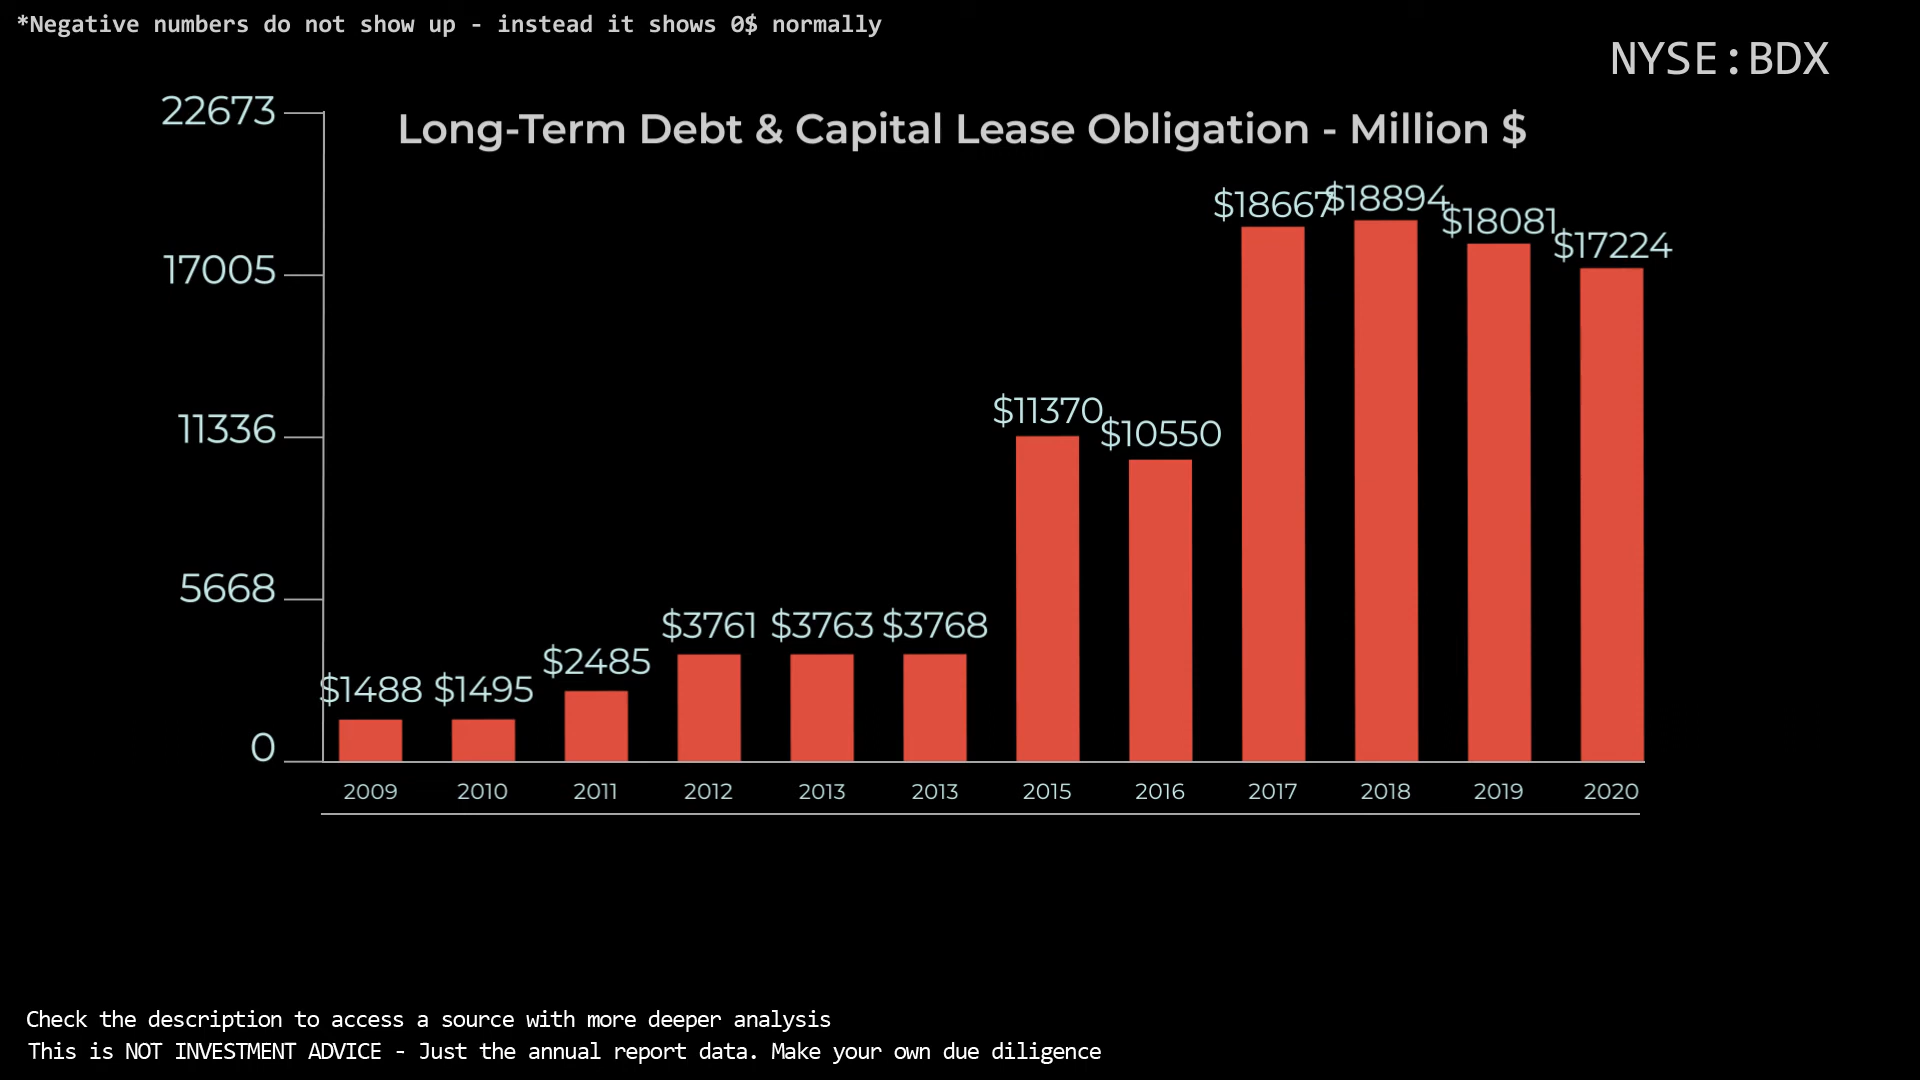 *Negative numbers do not show up - instead it shows 0$ normally
NYSE:BDX
Long-Term Debt & Capital Lease Obligation - Million $
22673
17005
11336
5668
0
$1488 $1495 $2485 $3761 $3763 $3768 $11370 $10550 $18667 $18894 $18081 $17224
2009 2010 2011 2012 2013 2013 2015 2016 2017 2018 2019 2020
Check the description to access a source with more deeper analysis
This is NOT INVESTMENT ADVICE - Just the annual report data. Make your own due diligence